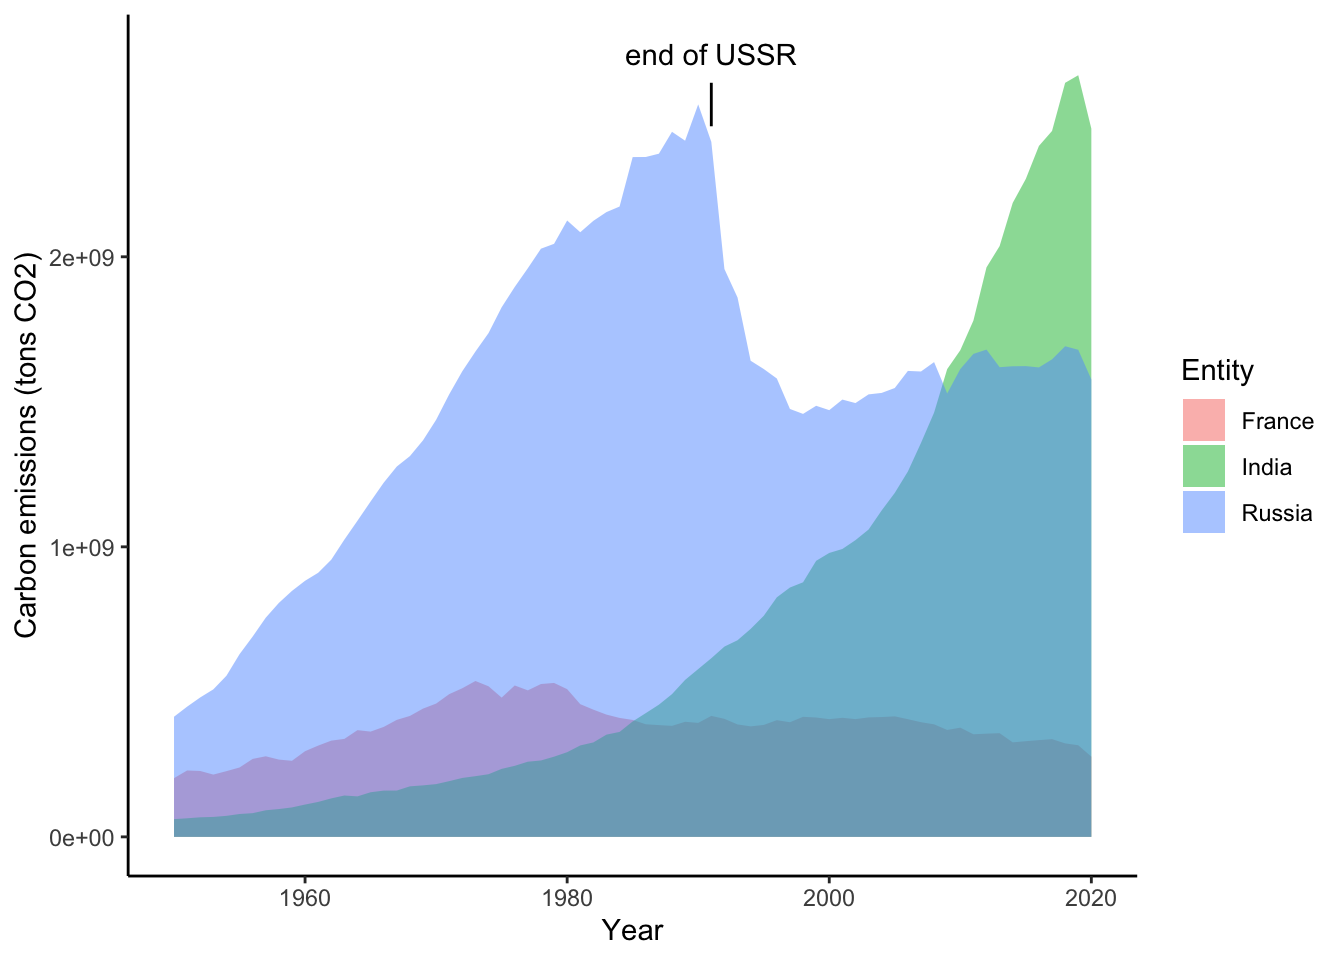 end of USSR
Carbon emissions (tons CO2)
2e+09
1e+09
0e+00
1960
1980
2000
2020
Year
Entity
France
India
Russia